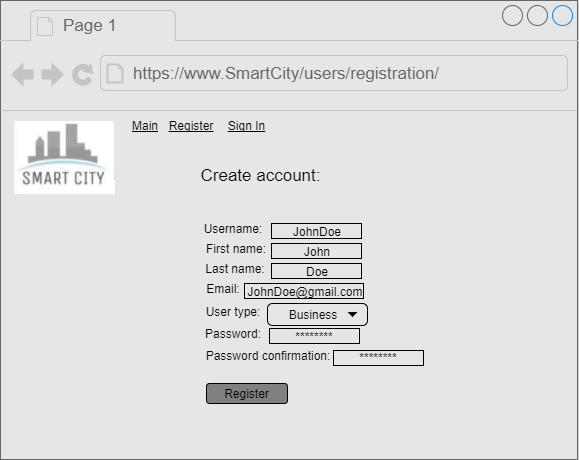 Page 1
https://www.SmartCity/users/registration/
Main Register Sign In
SMART CITY
Create account:
Username: JohnDoe
First name: John
Last name: Doe
Email: JohnDoe@gmail.com
User type: Business
Password: ********
Password confirmation: ********
Register